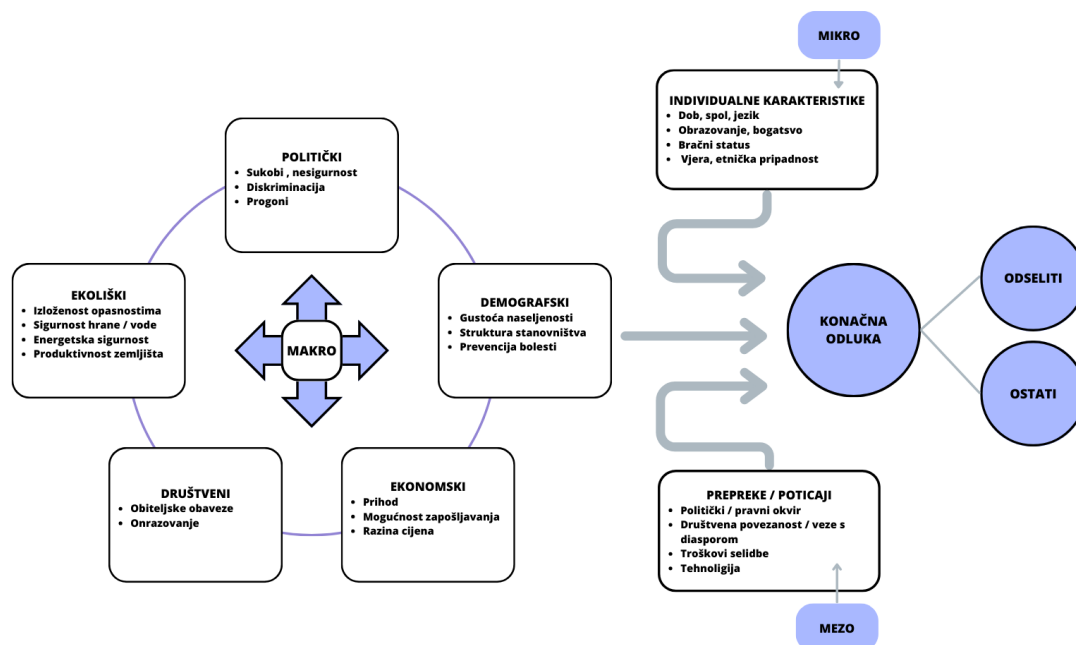 MIKRO
INDIVIDUALNE KARAKTERISTIKE
• Dob, spol, jezik
• Obrazovanje, bogatsvo
• Bračni status
• Vjera, etnička pripadnost
POLITIČKI
• Sukobi , nesigurnost
• Diskriminacija
• Progoni
EKOLIŠKI
• Izloženost opasnostima
• Sigurnost hrane / vode
• Energetska sigurnost
• Produktivnost zemljišta
MAKRO
DEMOGRAFSKI
• Gustoća naseljenosti
• Struktura stanovništva
• Prevencija bolesti
DRUŠTVENI
• Obiteljske obaveze
• Onrazovanje
EKONOMSKI
• Prihod
• Mogućnost zapošljavanja
• Razina cijena
KONAČNA
ODLUKA
ODSELITI
OSTATI
PREPREKE / POTICAJI
• Politički / pravni okvir
• Društvena povezanost / veze s
diasporom
• Troškovi selidbe
• Tehnoligija
MEZO